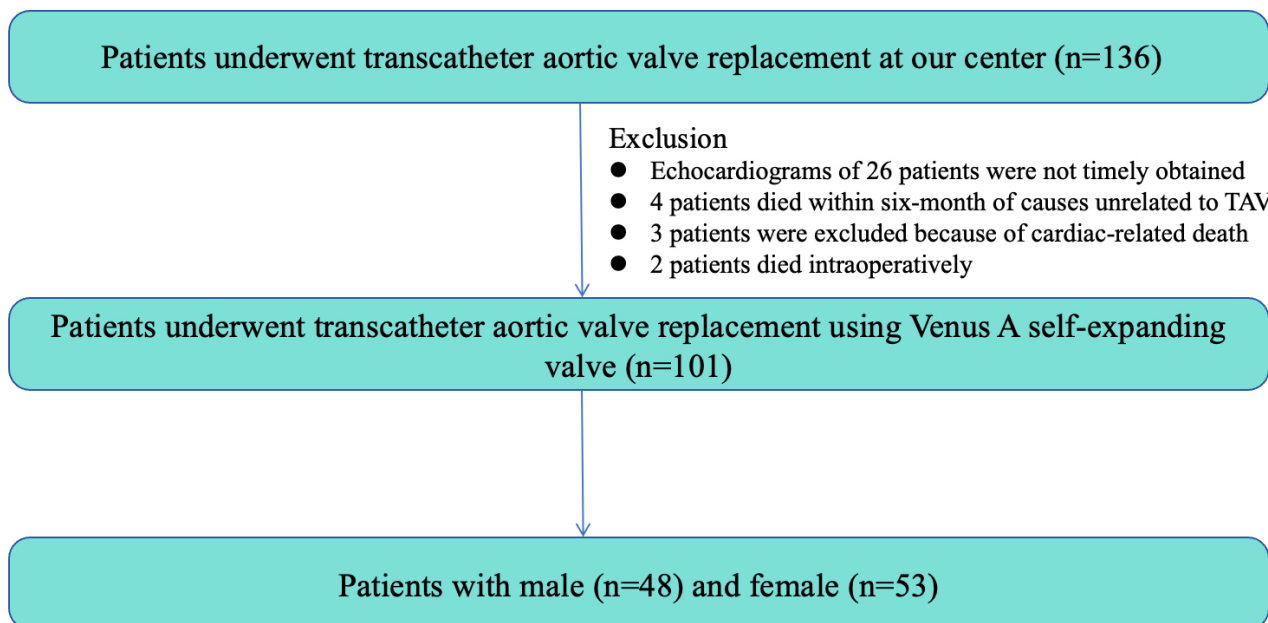 Patients underwent transcatheter aortic valve replacement at our center (n=136)
Exclusion
● Echocardiograms of 26 patients were not timely obtained
● 4 patients died within six-month of causes unrelated to TAV
● 3 patients were excluded because of cardiac-related death
● 2 patients died intraoperatively
Patients underwent transcatheter aortic valve replacement using Venus A self-expanding
valve (n=101)
Patients with male (n=48) and female (n=53)